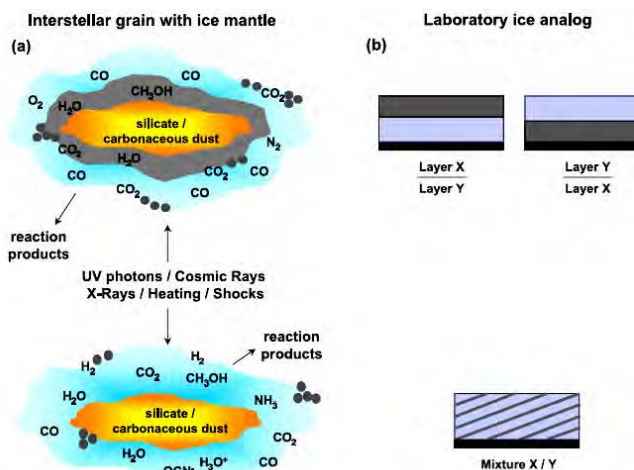 Interstellar grain with ice mantle
Laboratory ice analog
(a)
(b)
CO
CO
CO₂
O₂
H₂O
CH₃OH
silicate /
carbonaceous dust
N₂
CO₂
H₂O
CO₂
CO
CO
CO₂
CO
reaction
products
UV photons / Cosmic Rays
X-Rays / Heating / Shocks
Layer X
Layer Y
Layer Y
Layer X
reaction
products
H₂
H₂
CO₂
CH₃OH
H₂O
NH₃
silicate /
carbonaceous dust
CO
CO₂
H₂O
H₃O⁺
CO
Mixture X / Y